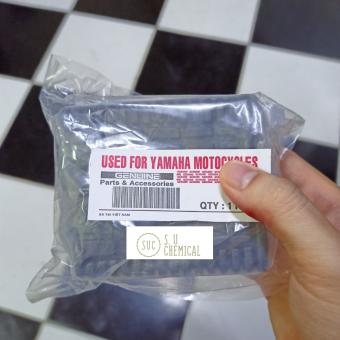 USED FOR YAMAHA MOTOCYCLES
GENUINE
Parts & Accessories
QTY : 1
SUC
S U
CHEMICAL